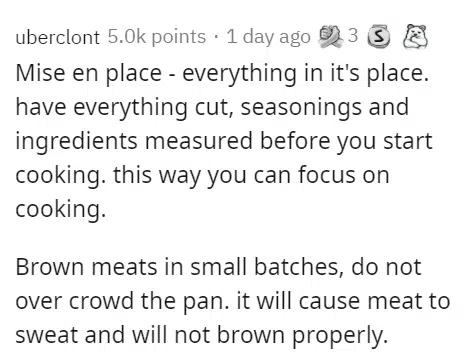 uberclont 5.0k points · 1 day ago 3 S
Mise en place - everything in it's place.
have everything cut, seasonings and
ingredients measured before you start
cooking. this way you can focus on
cooking.
Brown meats in small batches, do not
over crowd the pan. it will cause meat to
sweat and will not brown properly.